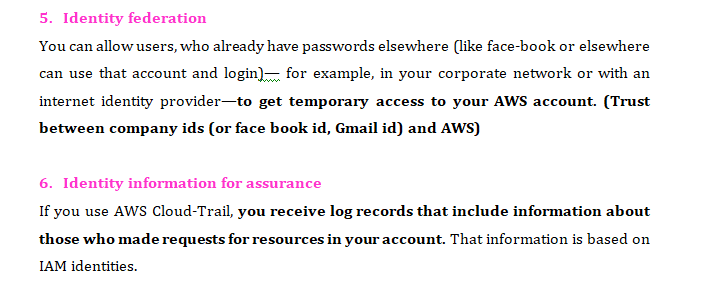 5. Identity federation
You can allow users, who already have passwords elsewhere (like face-book or elsewhere
can use that account and login)— for example, in your corporate network or with an
internet identity provider—to get temporary access to your AWS account. (Trust
between company ids (or face book id, Gmail id) and AWS)
6. Identity information for assurance
If you use AWS Cloud-Trail, you receive log records that include information about
those who made requests for resources in your account. That information is based on
IAM identities.